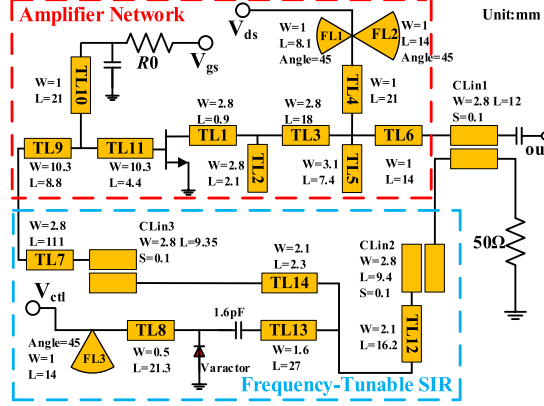 Amplifier Network
Unit:mm
Vds
W=1
L=8.1
Angle=45
FL1
FL2
W=1
L=14
Angle=45
R0
Vgs
W=1
L=21
TL10
TL4
W=1
L=21
CLin1
W=2.8 L=12
S=0.1
W=2.8
L=0.9
W=2.8
L=18
TL9
TL11
TL1
TL3
TL6
ou
W=10.3
L=8.8
W=10.3
L=4.4
TL2
W=2.8
L=2.1
W=3.1
L=7.4
TL5
W=1
L=14
W=2.8
L=111
TL7
CLin3
W=2.8 L=9.35
S=0.1
W=2.1
L=2.3
TL14
CLin2
W=2.8
L=9.4
S=0.1
50Ω
Vctl
Angle=45
W=1
L=14
FL3
TL8
W=0.5
L=21.3
1.6pF
Varactor
TL13
W=1.6
L=27
W=2.1
L=16.2
TL12
Frequency-Tunable SIR